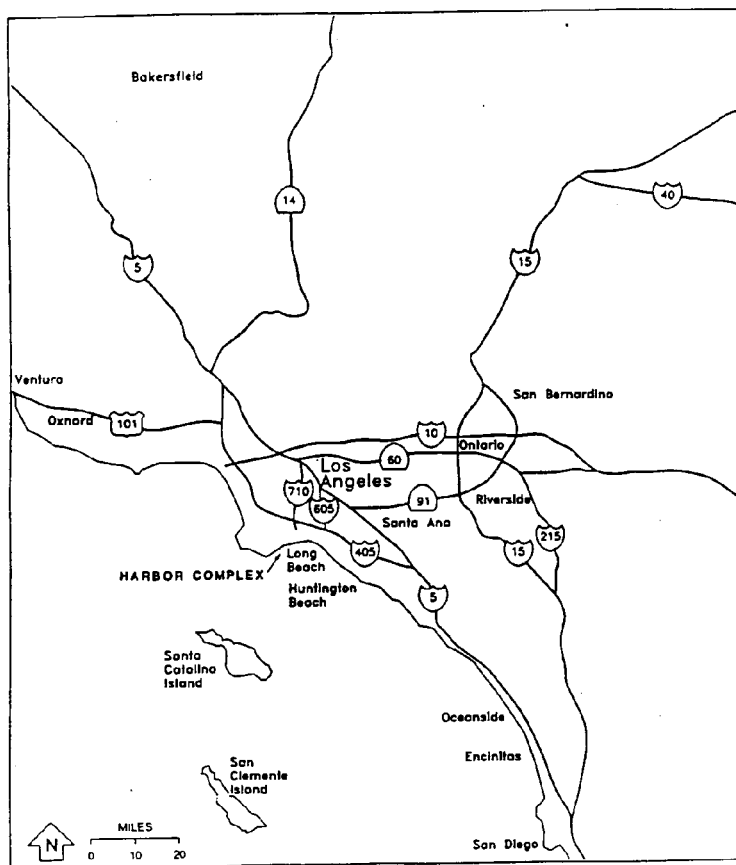 Bakersfield
14
40
5
15
Ventura
San Bernardino
Oxnard
101
10
Ontario
60
Los
Angeles
710
605
91
Riverside
Santa Ana
405
15
215
Long
Beach
HARBOR COMPLEX
Huntington
Beach
5
Santa
Catalina
Island
Oceanside
Encinitas
San
Clemente
Island
N
MILES
0 10 20
San Diego